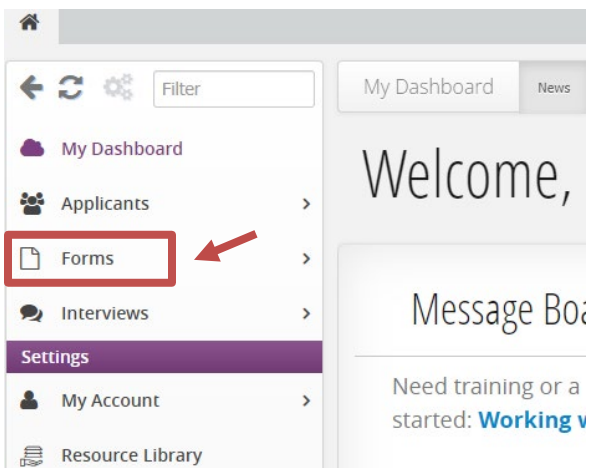 Filter
My Dashboard
Applicants
Forms
Interviews
Settings
My Account
Resource Library
My Dashboard News
Welcome,
Message
Need training or a
started: Working